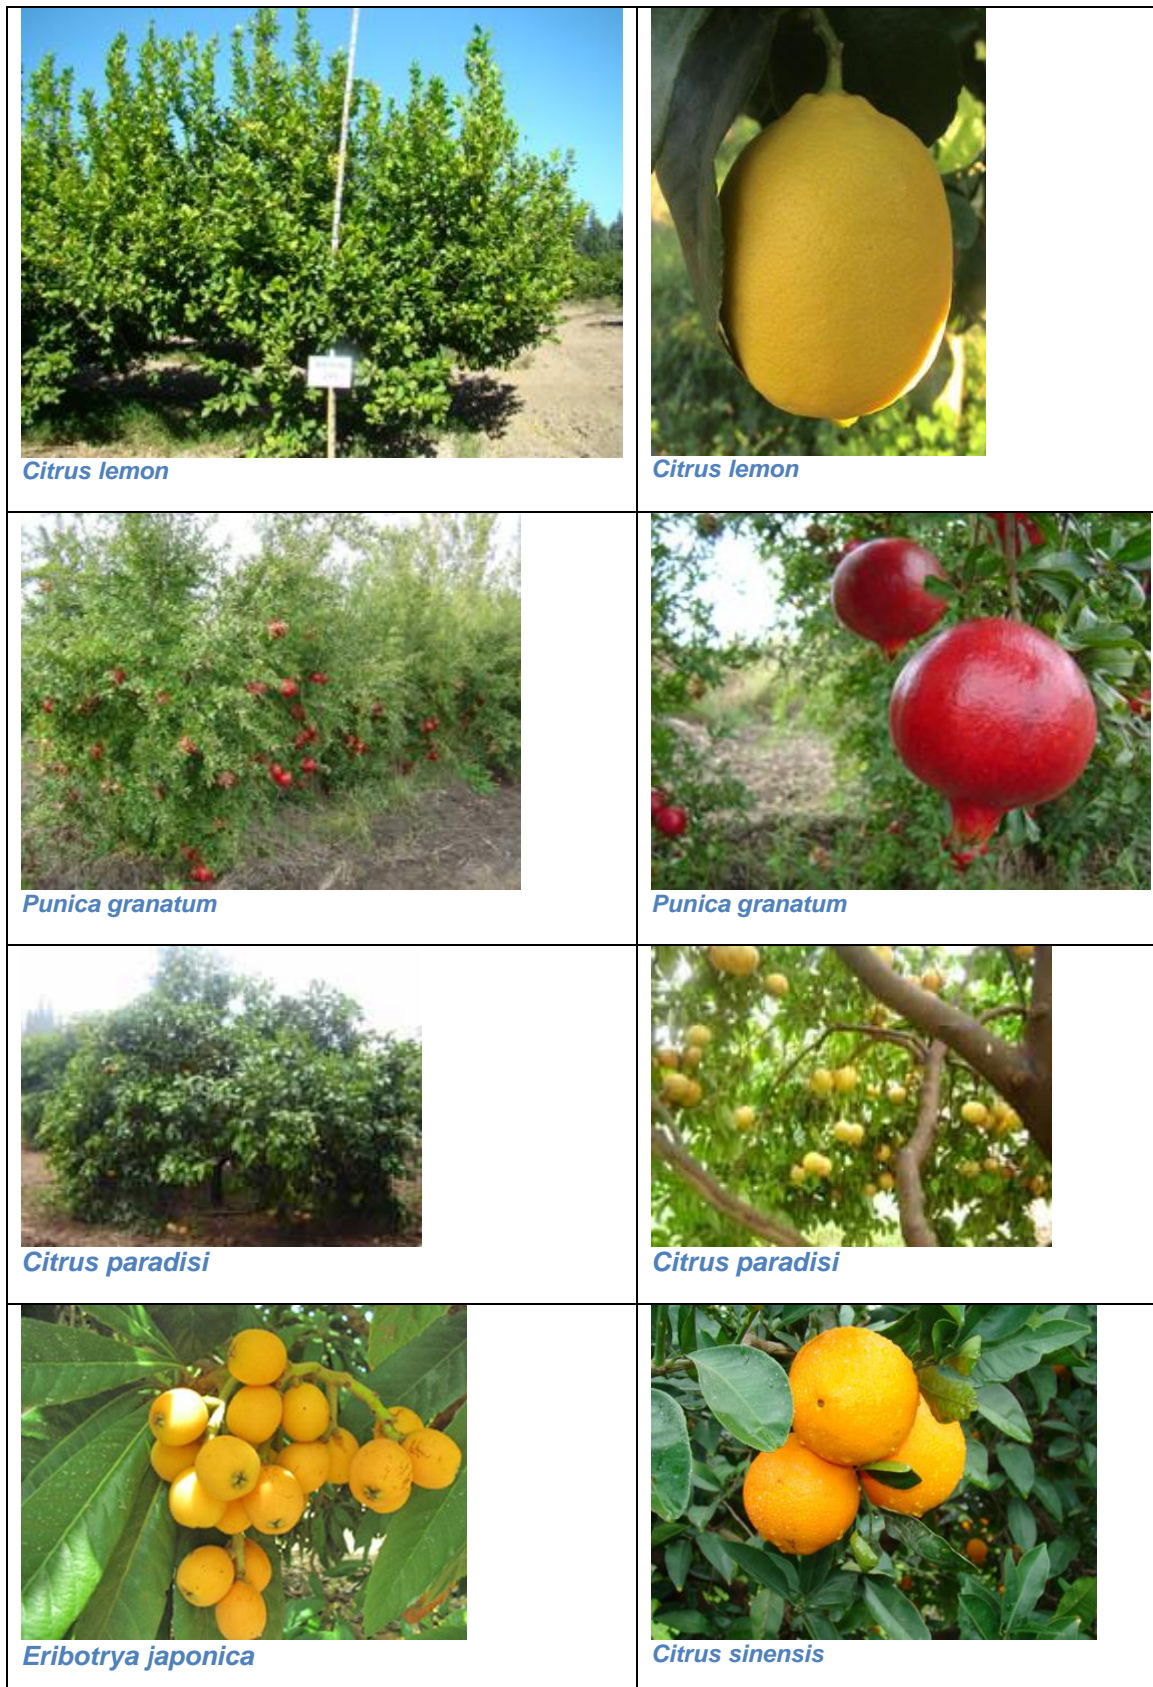 Citrus lemon
Citrus lemon
Punica granatum
Punica granatum
Citrus paradisi
Citrus paradisi
Eribotrya japonica
Citrus sinensis